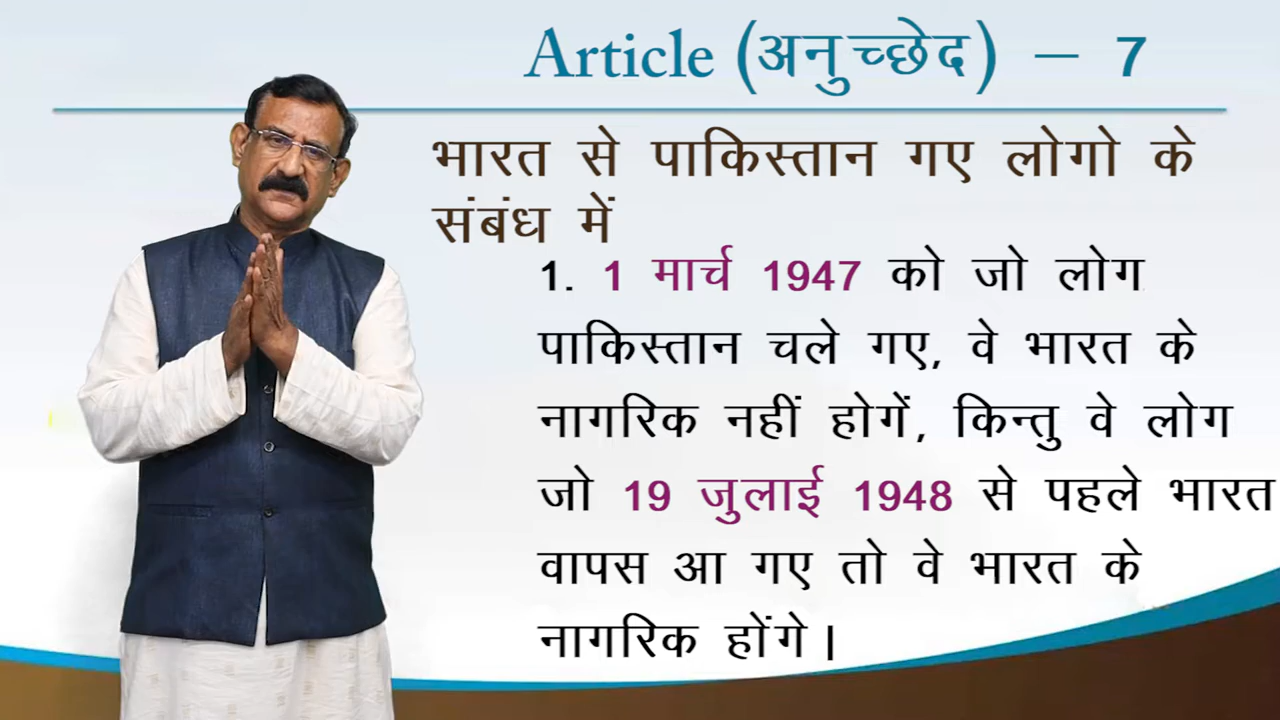 Article (अनुच्छेद) – 7
भारत से पाकिस्तान गए लोगो के
संबंध में
1. 1 मार्च 1947 को जो लोग
पाकिस्तान चले गए, वे भारत के
नागरिक नहीं होगें, किन्तु वे लोग
जो 19 जुलाई 1948 से पहले भारत
वापस आ गए तो वे भारत के
नागरिक होंगे।